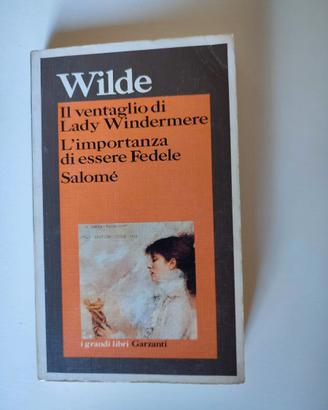 Wilde
Il ventaglio di
Lady Windermere
L'importanza
di essere Fedele
Salomé
i grandi libri Garzanti